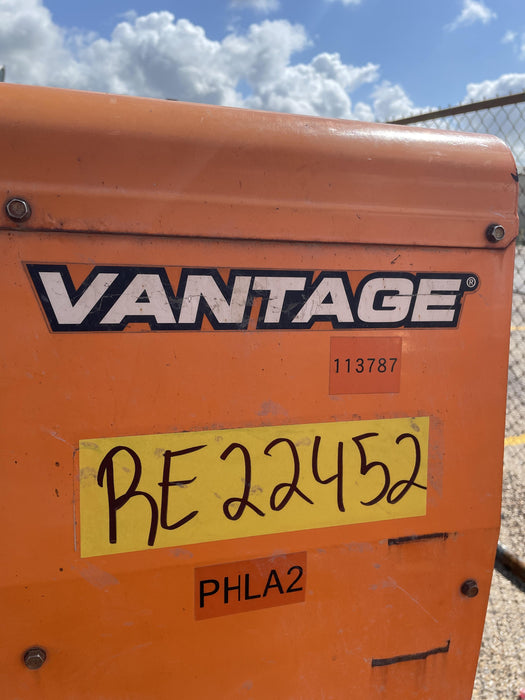 VANTAGE®
113787
RE22452
PHLA2